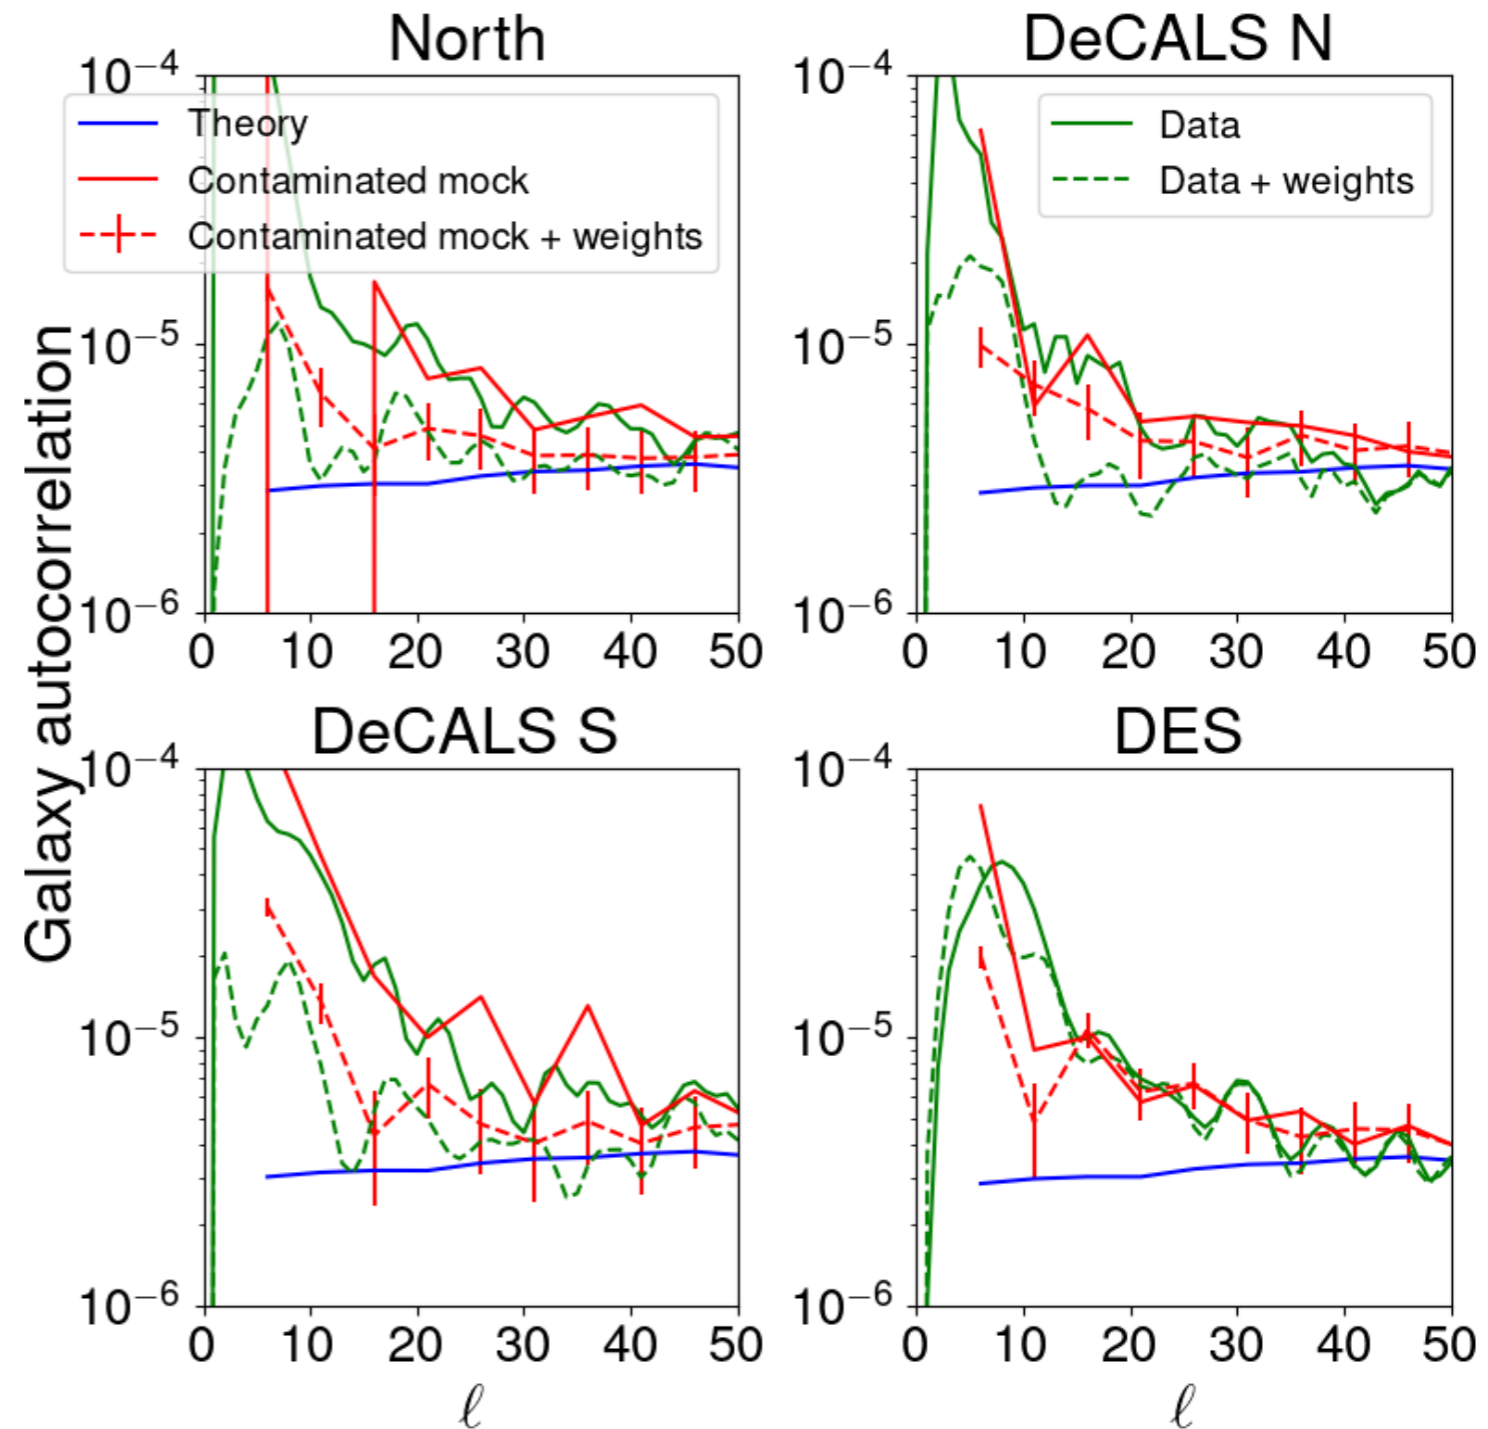 North
DeCALS N
Galaxy autocorrelation
10⁻⁴
10⁻⁵
10⁻⁶
Theory
Contaminated mock
Contaminated mock + weights
0 10 20 30 40 50
10⁻⁴
10⁻⁵
10⁻⁶
Data
Data + weights
0 10 20 30 40 50
DeCALS S
DES
10⁻⁴
10⁻⁵
10⁻⁶
0 10 20 30 40 50
ℓ
10⁻⁴
10⁻⁵
10⁻⁶
0 10 20 30 40 50
ℓ